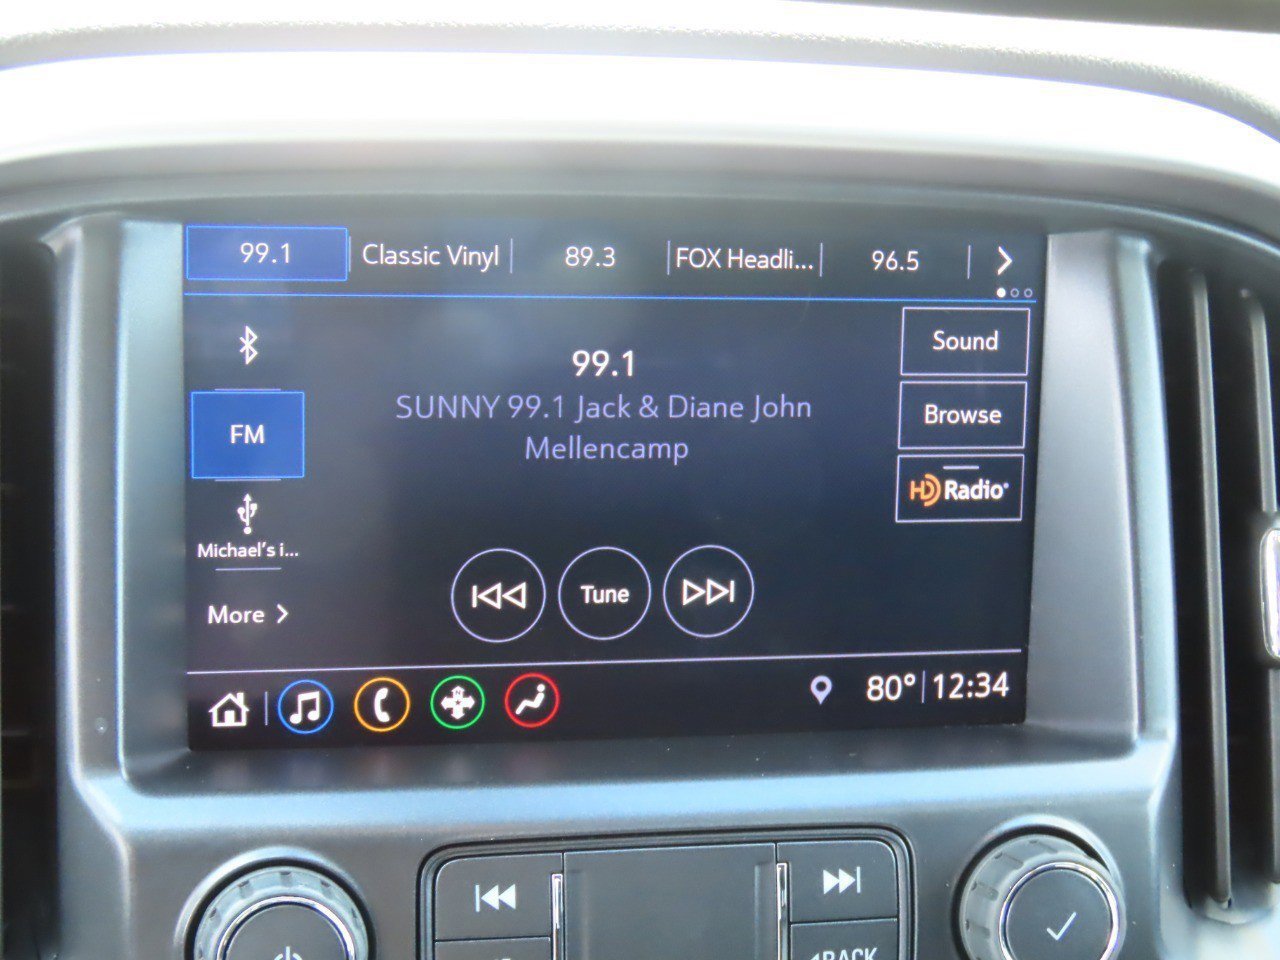 99.1 Classic Vinyl 89.3 FOX Headli... 96.5
Sound
99.1
SUNNY 99.1 Jack & Diane John
Mellencamp
Browse
FM
HD Radio
Michael's i...
Tune
More
N
80° 12:34
BACK